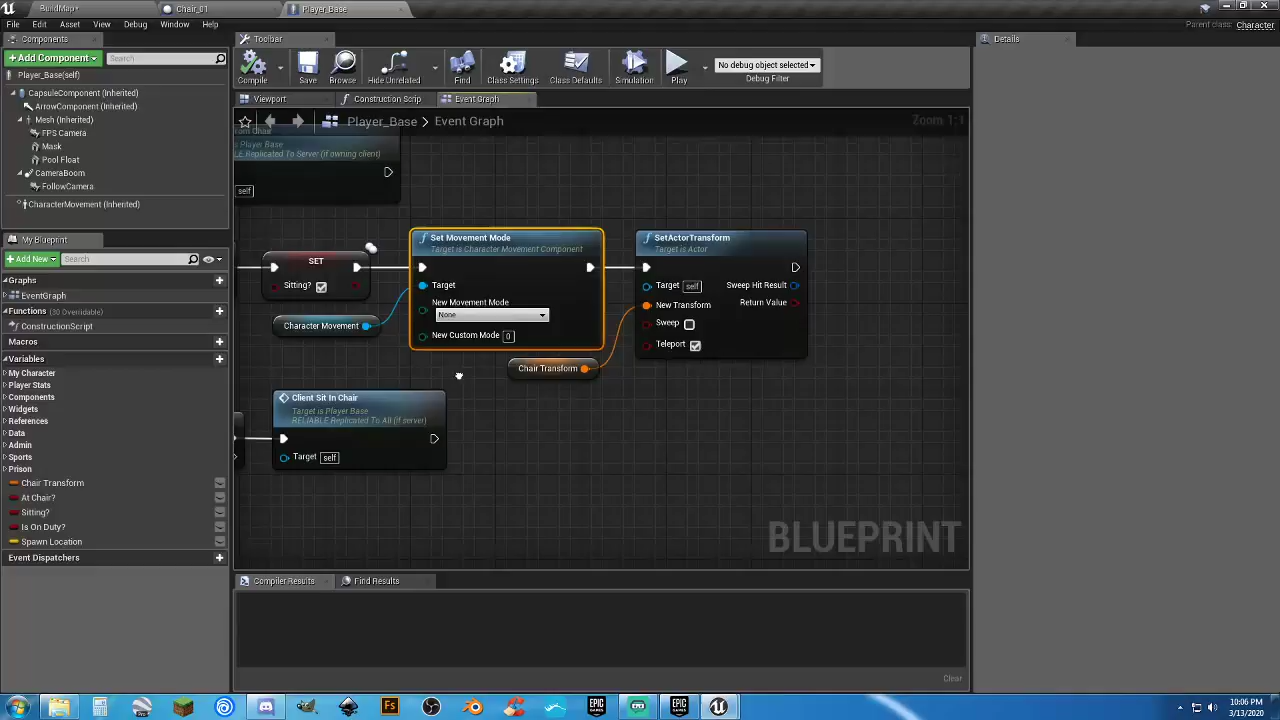 BuildMap*
Chair_01
Player_Base
File Edit Asset View Debug Window Help
Parent class: Character
Components
Toolbar
Details
+Add Component
Search
Player_Base(self)
Compile
Save
Browse
Hide Unrelated
Find
Class Settings
Class Defaults
Simulation
Play
No debug object selected
Debug Filter
CapsuleComponent (Inherited)
ArrowComponent (Inherited)
Mesh (Inherited)
FPS Camera
Mask
Pool Float
CameraBoom
FollowCamera
CharacterMovement (Inherited)
Viewport
Construction Scrip
Event Graph
Player_Base > Event Graph
Zoom 1:1
My Blueprint
+Add New
Search
Graphs
EventGraph
Functions (30 Overridable)
ConstructionScript
Macros
Variables
My Character
Player Stats
Components
Widgets
References
Data
Admin
Sports
Prison
Chair Transform
At Chair?
Sitting?
Is On Duty?
Spawn Location
Event Dispatchers
s Player Base
LE Replicated To Server (if owning client)
self
SET
Sitting?
Character Movement
Set Movement Mode
Target is Character Movement Component
Target
New Movement Mode
None
New Custom Mode 0
SetActorTransform
Target is Actor
Target self
Sweep Hit Result
New Transform
Return Value
Sweep
Teleport
Chair Transform
Client Sit In Chair
Target is Player Base
RELIABLE Replicated To All (if server)
Target self
BLUEPRINT
Compiler Results
Find Results
Clear
10:06 PM
3/13/2020